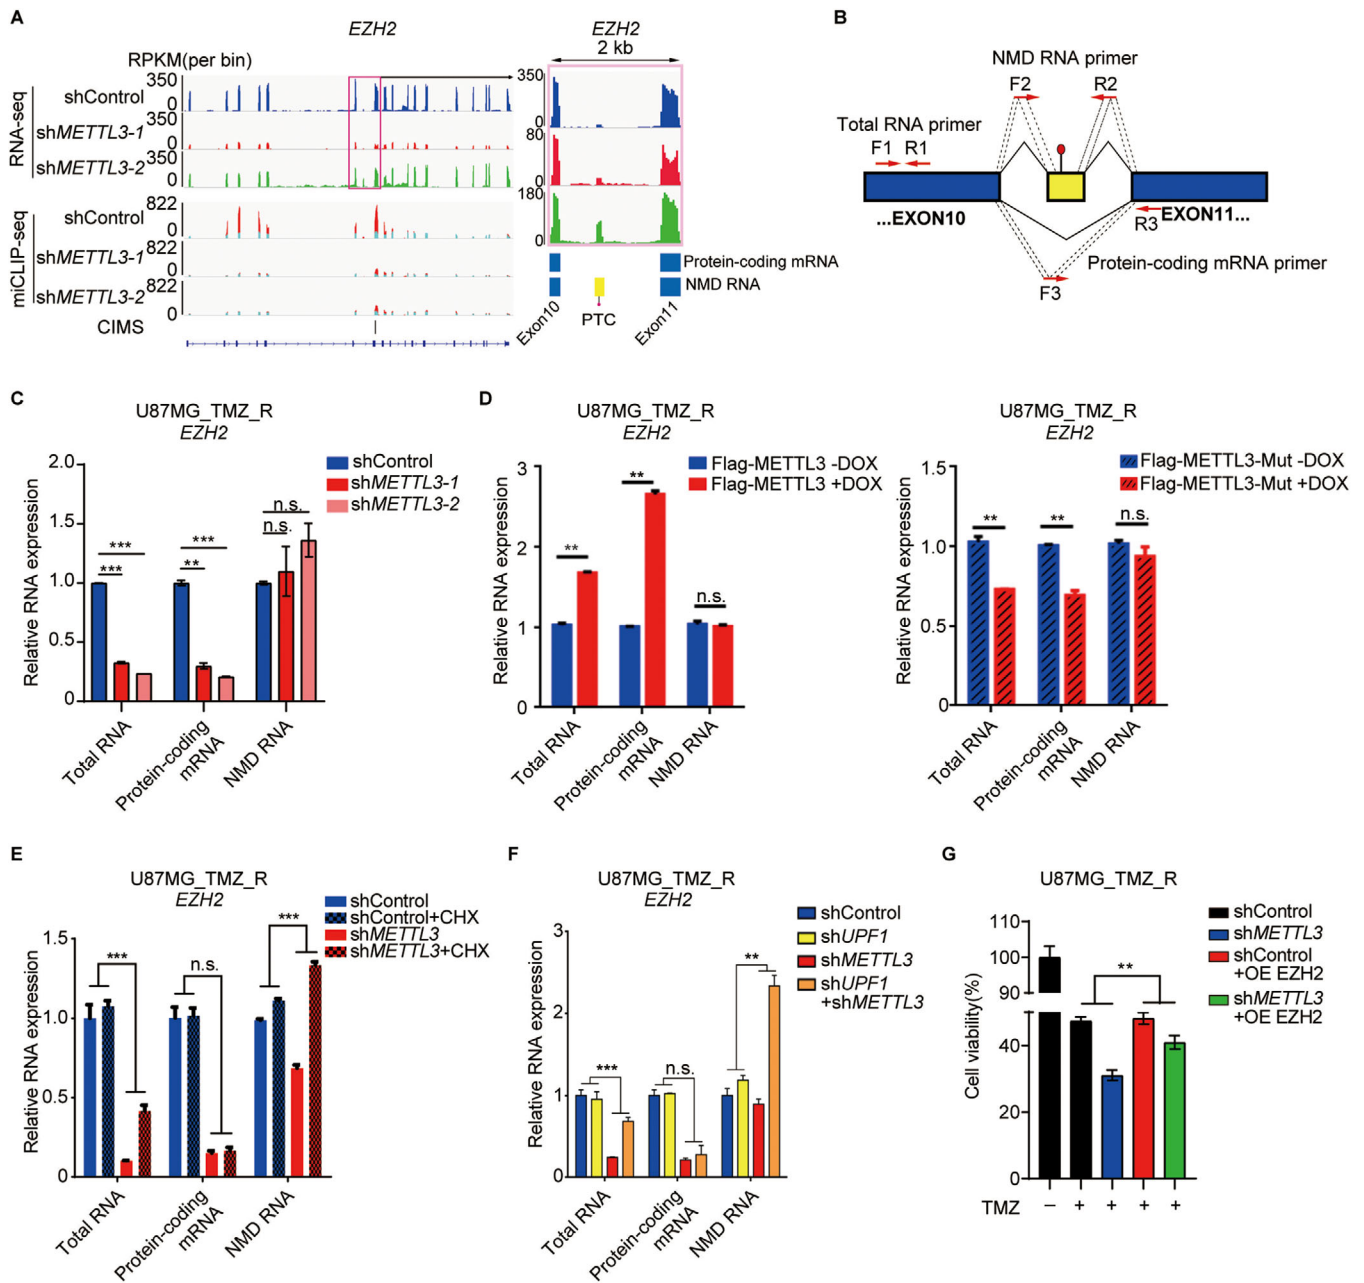 A
EZH2
EZH2
2 kb
RPKM(per bin)
RNA-seq
shControl
350
0
shMETTL3-1
350
0
shMETTL3-2
350
0
miCLIP-seq
shControl
822
0
shMETTL3-1
822
0
shMETTL3-2
822
0
CIMS
350
0
80
0
180
0
Protein-coding mRNA
NMD RNA
Exon10
PTC
Exon11
B
NMD RNA primer
F2
R2
Total RNA primer
F1 R1
...EXON10
R3
EXON11...
Protein-coding mRNA primer
F3
C
U87MG_TMZ_R
EZH2
Relative RNA expression
2.0
1.5
1.0
0.5
0
shControl
shMETTL3-1
shMETTL3-2
***
***
***
**
n.s.
n.s.
Total RNA
Protein-coding
mRNA
NMD RNA
D
U87MG_TMZ_R
EZH2
Relative RNA expression
3
2
1
0
Flag-METTL3 -DOX
Flag-METTL3 +DOX
**
**
n.s.
Total RNA
Protein-coding
mRNA
NMD RNA
U87MG_TMZ_R
EZH2
Relative RNA expression
1.5
1.0
0.5
0
Flag-METTL3-Mut -DOX
Flag-METTL3-Mut +DOX
**
**
n.s.
Total RNA
Protein-coding
mRNA
NMD RNA
E
U87MG_TMZ_R
EZH2
Relative RNA expression
1.5
1.0
0.5
0
shControl
shControl+CHX
shMETTL3
shMETTL3+CHX
***
n.s.
***
Total RNA
Protein-coding
mRNA
NMD RNA
F
U87MG_TMZ_R
EZH2
Relative RNA expression
3
2
1
0
shControl
shUPF1
shMETTL3
shUPF1
+shMETTL3
***
n.s.
**
Total RNA
Protein-coding
mRNA
NMD RNA
G
U87MG_TMZ_R
Cell viability(%)
110
100
90
40
20
0
**
shControl
shMETTL3
shControl
+OE EZH2
shMETTL3
+OE EZH2
TMZ − + + + +